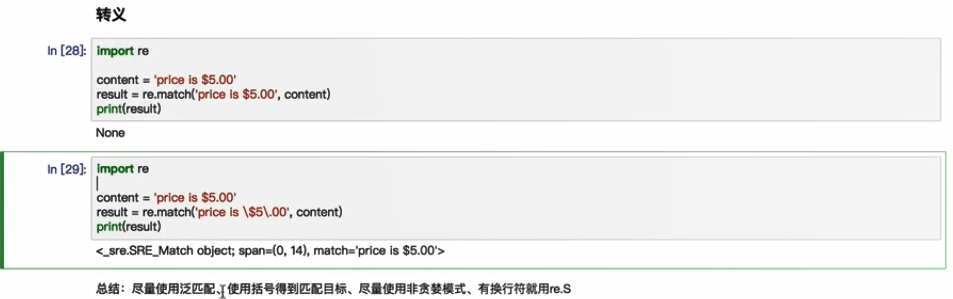 转义
In [28]:
import re
content = 'price is $5.00'
result = re.match('price is $5.00', content)
print(result)
None
In [29]:
import re
content = 'price is $5.00'
result = re.match('price is \$5\.00', content)
print(result)
<_sre.SRE_Match object; span=(0, 14), match='price is $5.00'>
总结：尽量使用泛匹配、使用括号得到匹配目标、尽量使用非贪婪模式、有换行符就用re.S